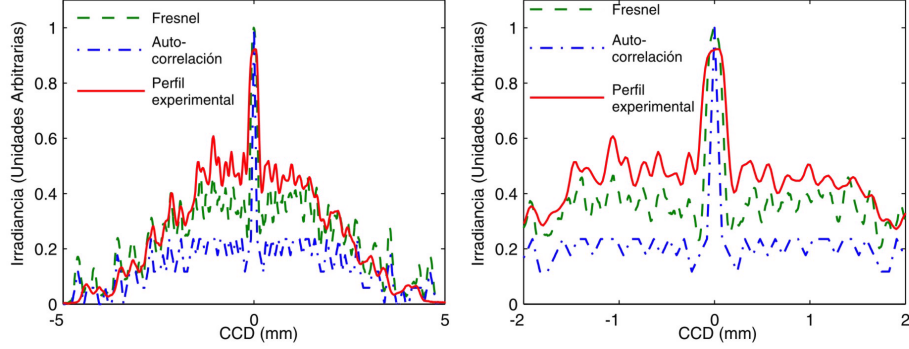 Fresnel
Auto-
correlación
Perfil
experimental
Irradiancia (Unidades Arbitrarias)
1
0.8
0.6
0.4
0.2
0
-5
0
5
CCD (mm)
Fresnel
Auto-
correlación
Perfil
experimental
Irradiancia (Unidades Arbitrarias)
1
0.8
0.6
0.4
0.2
0
-2
-1
0
1
2
CCD (mm)